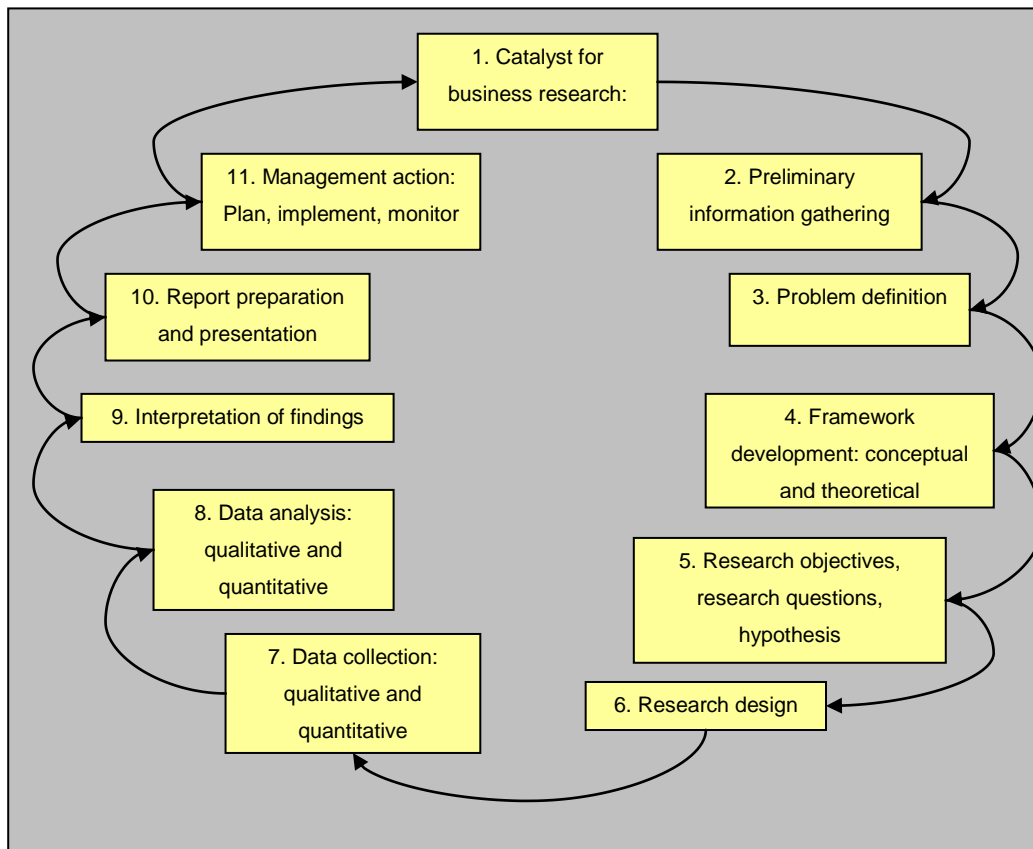 1. Catalyst for
business research:
2. Preliminary
information gathering
3. Problem definition
4. Framework
development: conceptual
and theoretical
5. Research objectives,
research questions,
hypothesis
6. Research design
7. Data collection:
qualitative and
quantitative
8. Data analysis:
qualitative and
quantitative
9. Interpretation of findings
10. Report preparation
and presentation
11. Management action:
Plan, implement, monitor